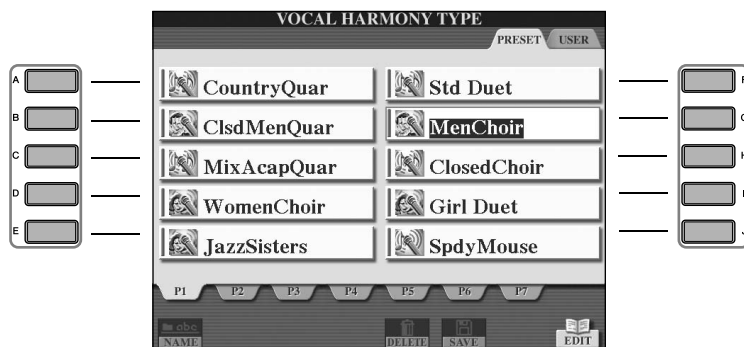 VOCAL HARMONY TYPE
PRESET USER
A CountryQuar Std Duet
B ClsdMenQuar MenChoir
C MixAcapQuar ClosedChoir
D WomenChoir Girl Duet
E JazzSisters SpdyMouse
P1 P2 P3 P4 P5 P6 P7
abc
NAME DELETE SAVE EDIT